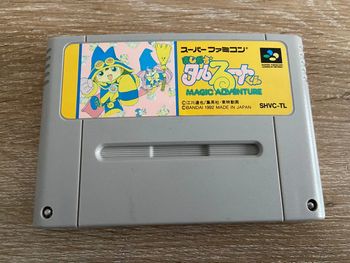 スーパーファミコン
まじかる☆タルるートくん
MAGIC ADVENTURE
SHVC-TL
©江川達也/集英社・東映動画
©BANDAI 1992 MADE IN JAPAN